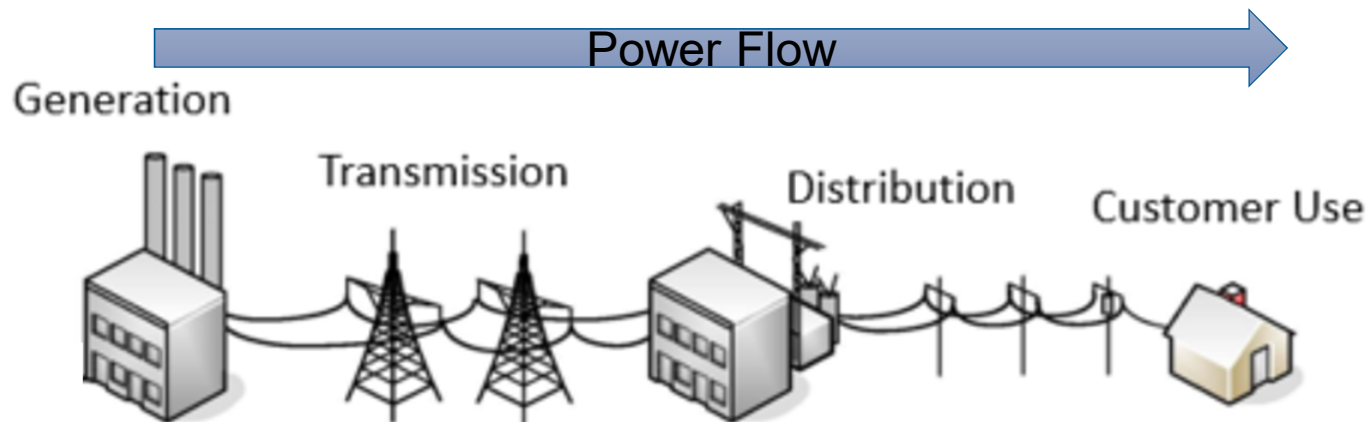 Power Flow
Generation
Transmission
Distribution
Customer Use